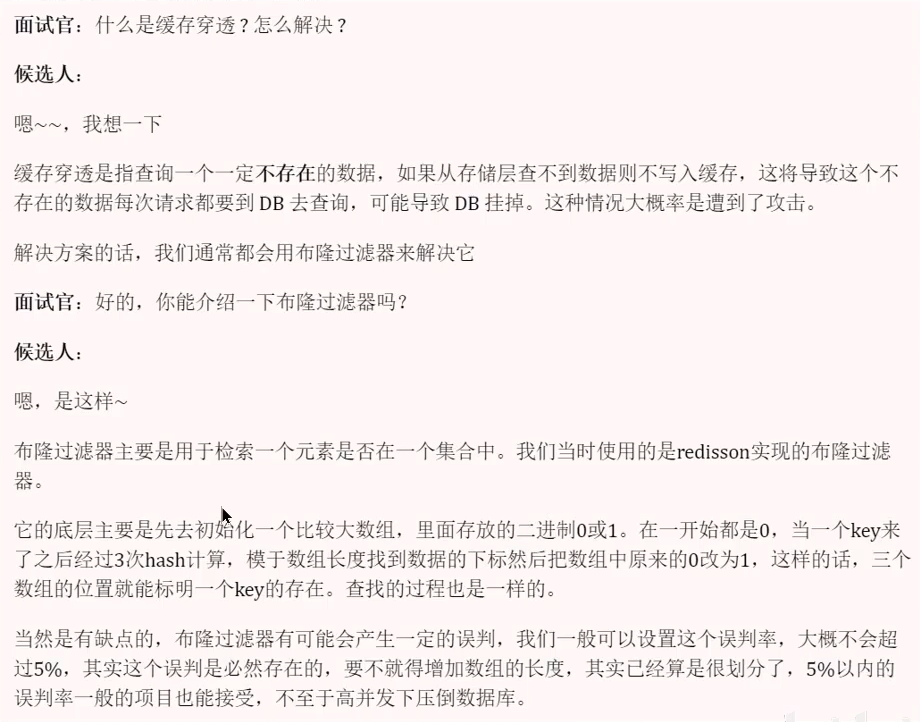 面试官：什么是缓存穿透？怎么解决？
候选人：
嗯~~，我想一下
缓存穿透是指查询一个一定不存在的数据，如果从存储层查不到数据则不写入缓存，这将导致这个不
存在的数据每次请求都要到 DB 去查询，可能导致 DB 挂掉。这种情况大概率是遭到了攻击。
解决方案的话，我们通常都会用布隆过滤器来解决它
面试官：好的，你能介绍一下布隆过滤器吗？
候选人：
嗯，是这样~
布隆过滤器主要是用于检索一个元素是否在一个集合中。我们当时使用的是redisson实现的布隆过滤
器。
它的底层主要是先去初始化一个比较大数组，里面存放的二进制0或1。在一开始都是0，当一个key来
了之后经过3次hash计算，模于数组长度找到数据的下标然后把数组中原来的0改为1，这样的话，三个
数组的位置就能标明一个key的存在。查找的过程也是一样的。
当然是有缺点的，布隆过滤器有可能会产生一定的误判，我们一般可以设置这个误判率，大概不会超
过5%，其实这个误判是必然存在的，要不就得增加数组的长度，其实已经算是很划分了，5%以内的
误判率一般的项目也能接受，不至于高并发下压倒数据库。